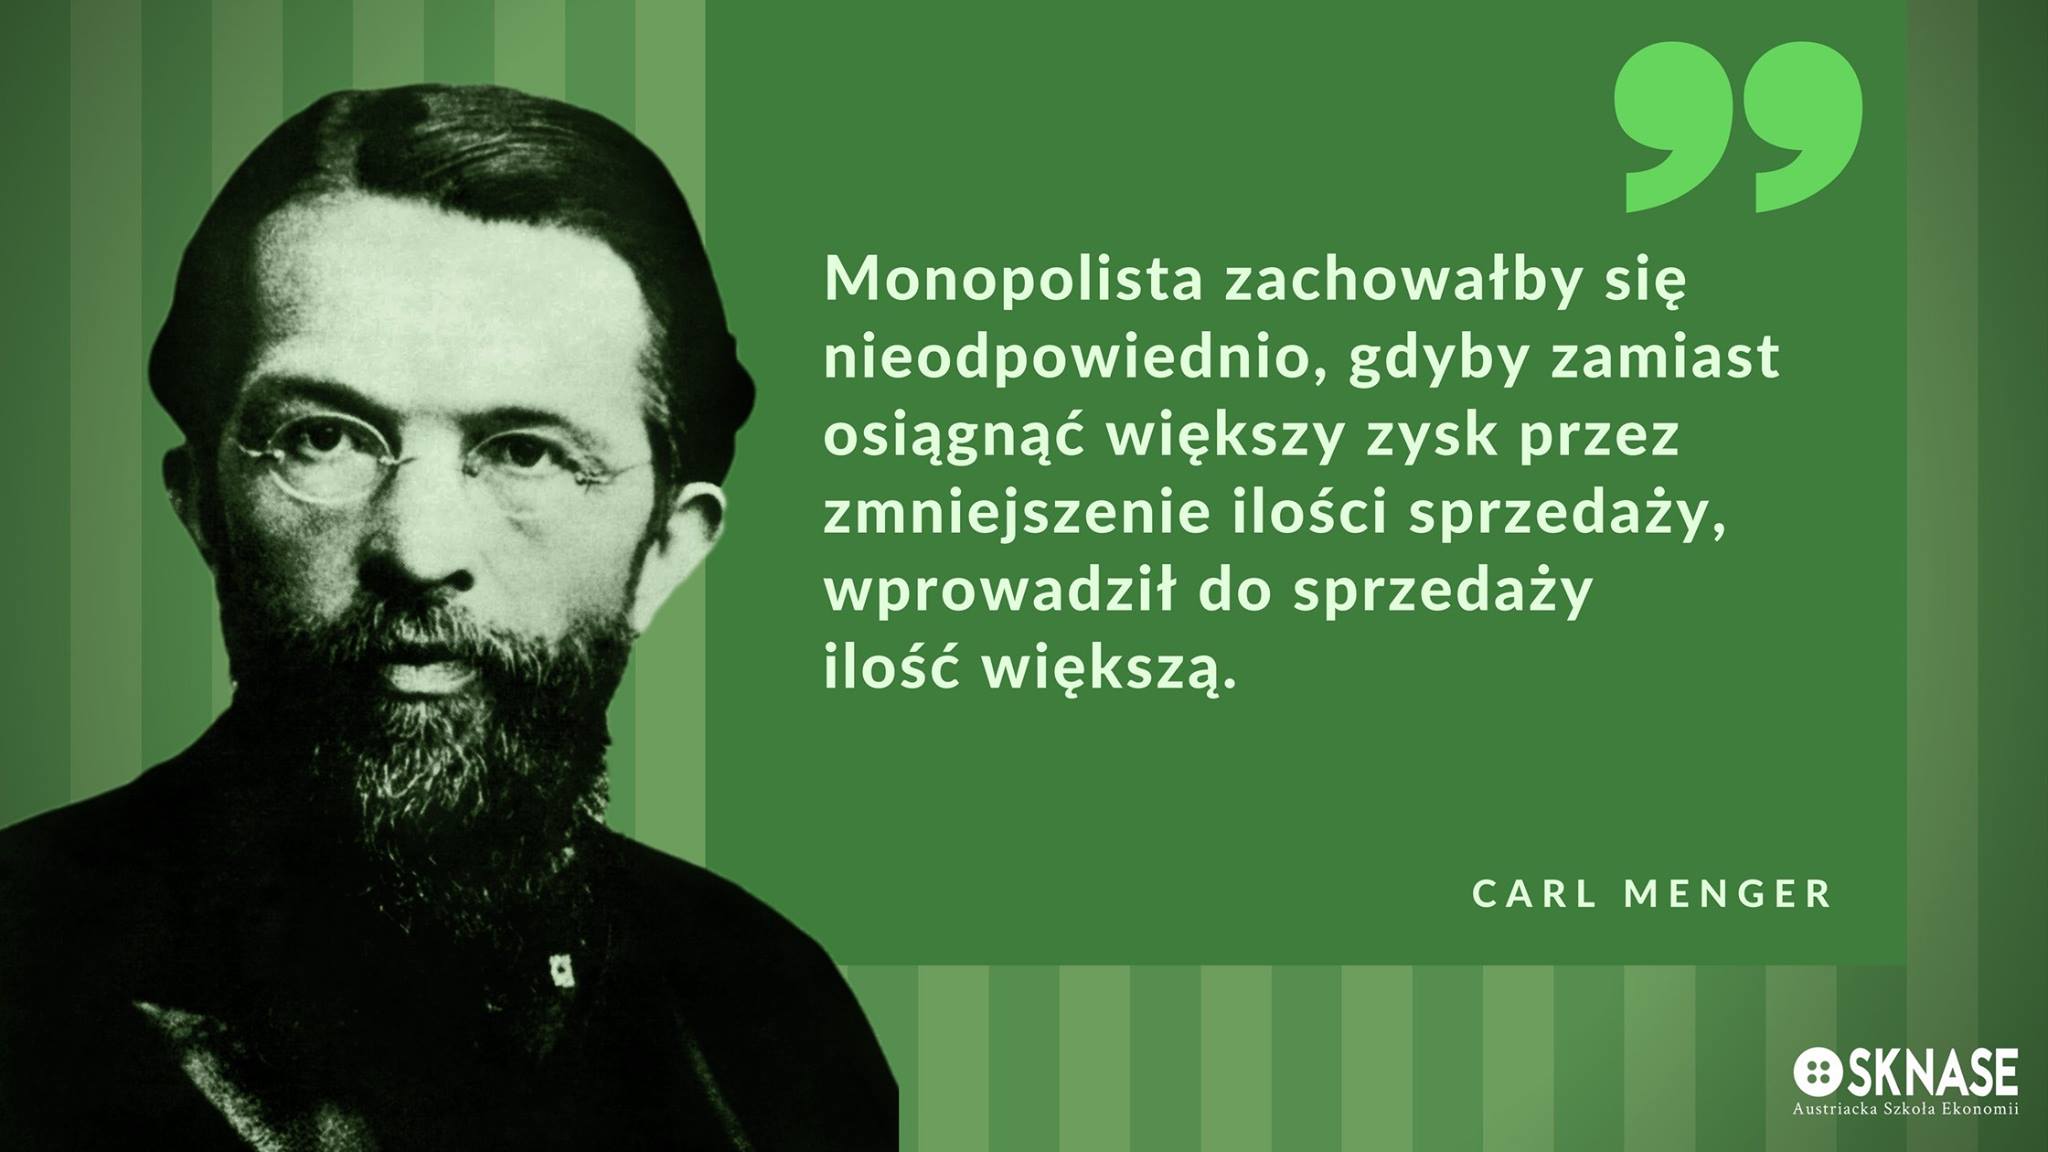 Monopolista zachowałby się
nieodpowiednio, gdyby zamiast
osiągnąć większy zysk przez
zmniejszenie ilości sprzedaży,
wprowadził do sprzedaży
ilość większą.
CARL MENGER
SKNASE
Austriacka Szkoła Ekonomii